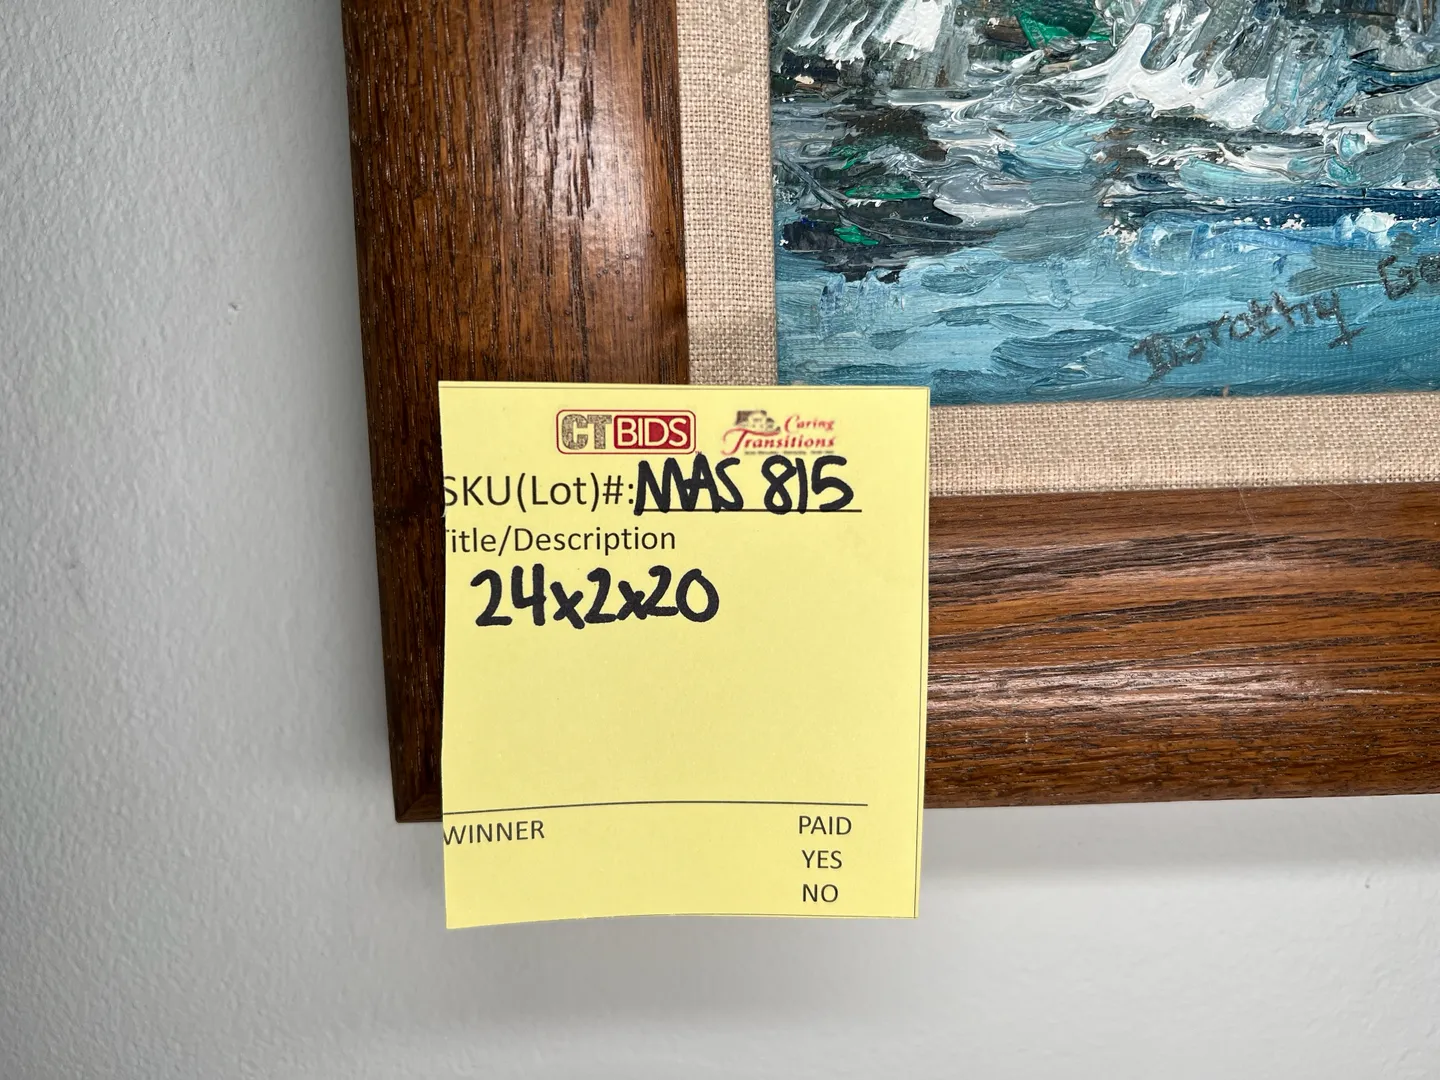 Dorothy
CTBIDS
Caring
Transitions
SKU(Lot)#: MAS 815
Title/Description
24x2x20
WINNER
PAID
YES
NO